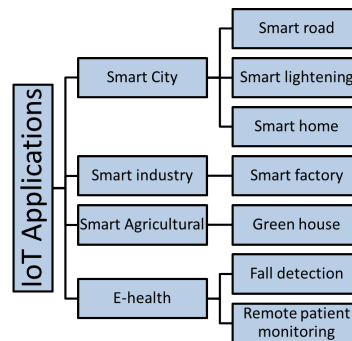 IoT Applications
Smart City
Smart road
Smart lightening
Smart home
Smart industry
Smart factory
Smart Agricultural
Green house
E-health
Fall detection
Remote patient
monitoring